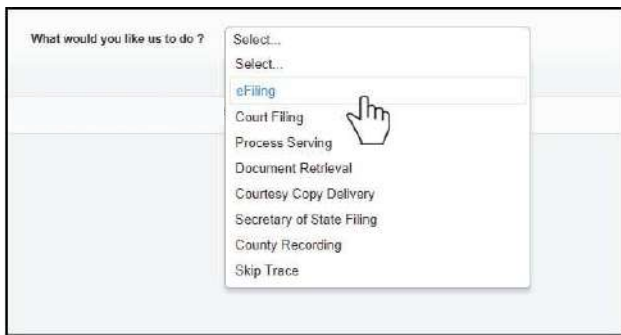 What would you like us to do ?
Select...
Select...
eFiling
Court Filing
Process Serving
Document Retrieval
Courtesy Copy Delivery
Secretary of State Filing
County Recording
Skip Trace